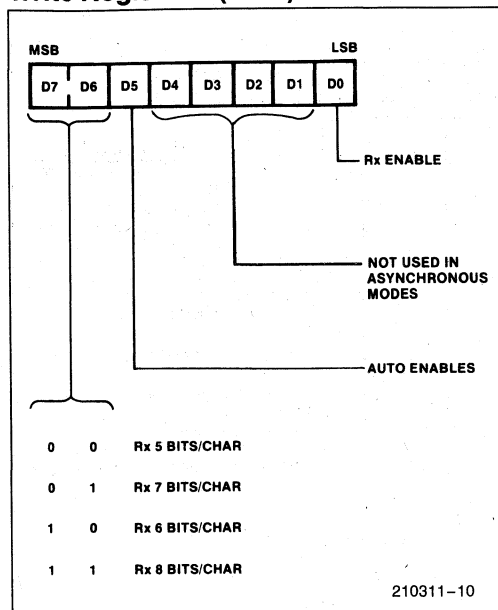 MSB LSB
D7 D6 D5 D4 D3 D2 D1 D0
Rx ENABLE
NOT USED IN
ASYNCHRONOUS
MODES
AUTO ENABLES
0 0 Rx 5 BITS/CHAR
0 1 Rx 7 BITS/CHAR
1 0 Rx 6 BITS/CHAR
1 1 Rx 8 BITS/CHAR
210311–10